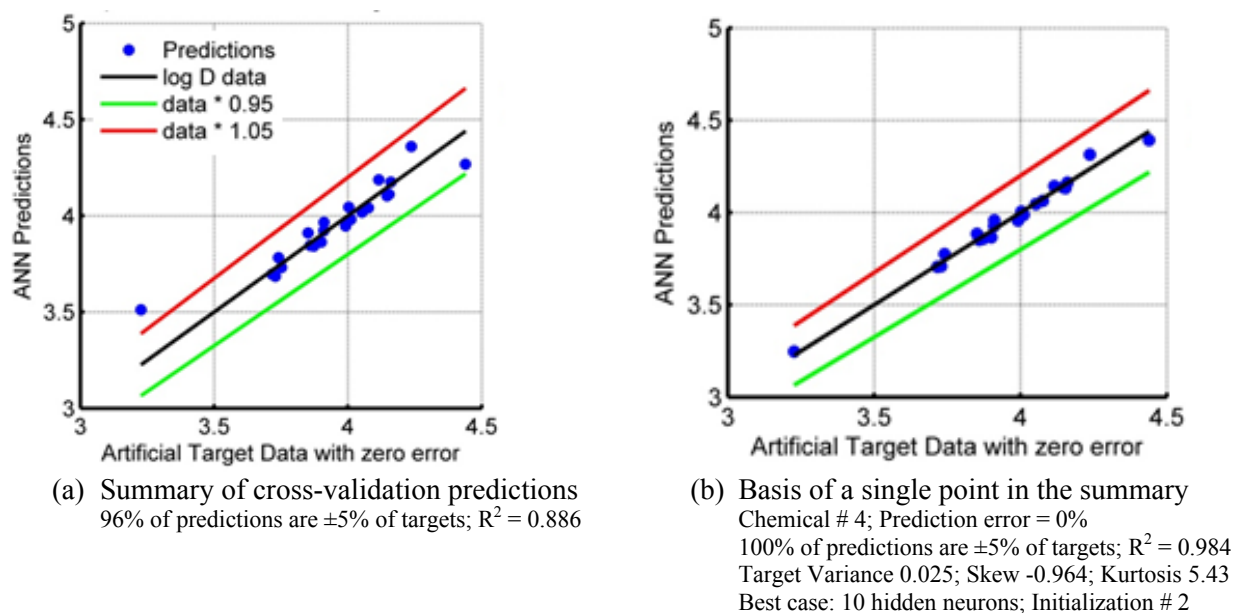 5
Predictions
log D data
data * 0.95
data * 1.05
4.5
4
3.5
3
ANN Predictions
3 3.5 4 4.5
Artificial Target Data with zero error
(a) Summary of cross-validation predictions
96% of predictions are ±5% of targets; R² = 0.886
5
4.5
4
3.5
3
ANN Predictions
3 3.5 4 4.5
Artificial Target Data with zero error
(b) Basis of a single point in the summary
Chemical # 4; Prediction error = 0%
100% of predictions are ±5% of targets; R² = 0.984
Target Variance 0.025; Skew -0.964; Kurtosis 5.43
Best case: 10 hidden neurons; Initialization # 2